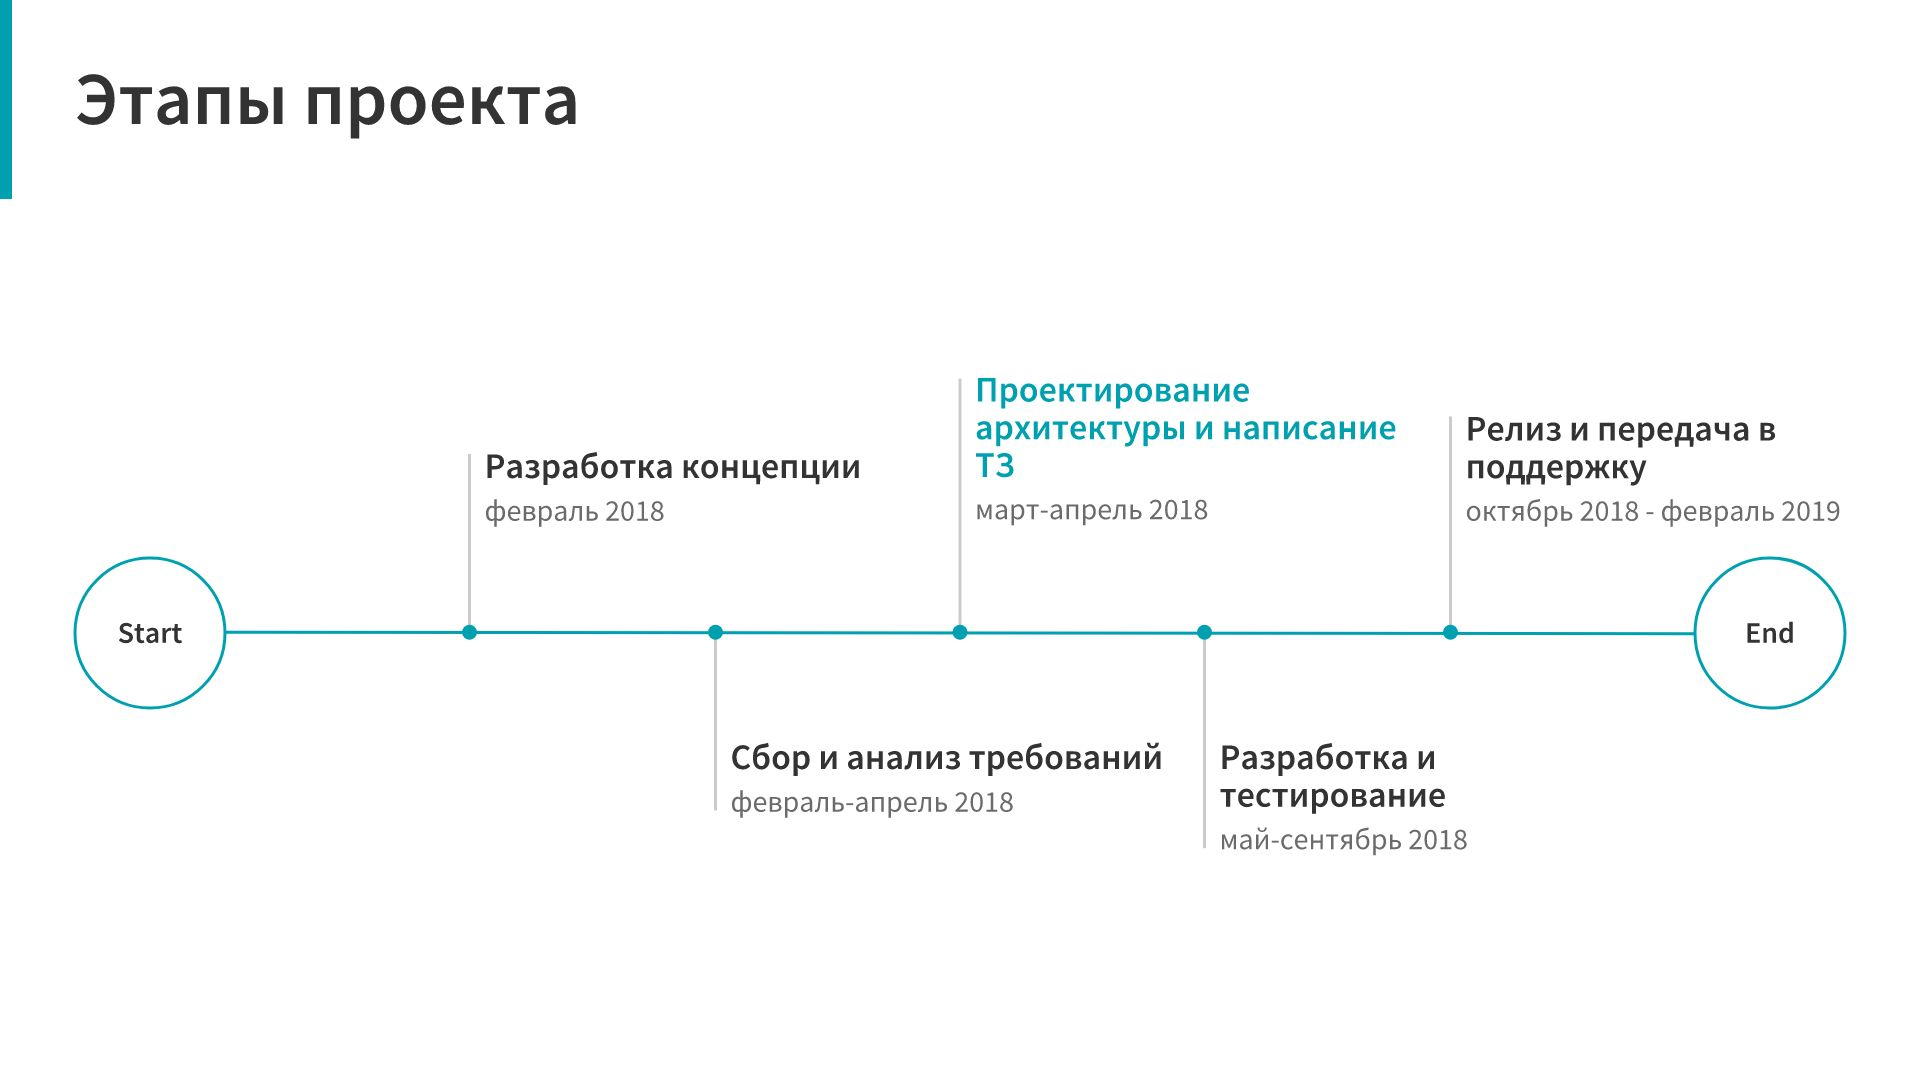 Этапы проекта
Проектирование
архитектуры и написание
ТЗ
март-апрель 2018
Релиз и передача в
поддержку
октябрь 2018 - февраль 2019
Разработка концепции
февраль 2018
Start
End
Сбор и анализ требований
февраль-апрель 2018
Разработка и
тестирование
май-сентябрь 2018